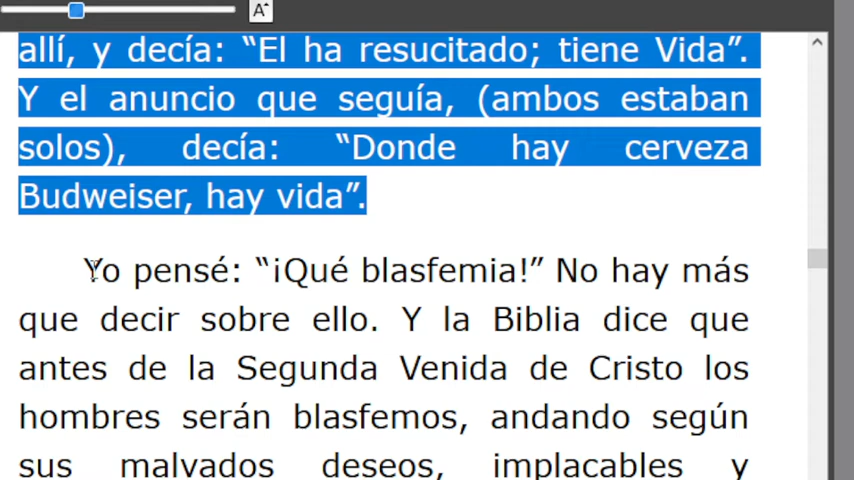 A
allí, y decía: “El ha resucitado; tiene Vida”.
Y el anuncio que seguía, (ambos estaban
solos), decía: “Donde hay cerveza
Budweiser, hay vida”.
Yo pensé: “¡Qué blasfemia!” No hay más
que decir sobre ello. Y la Biblia dice que
antes de la Segunda Venida de Cristo los
hombres serán blasfemos, andando según
sus malvados deseos, implacables y